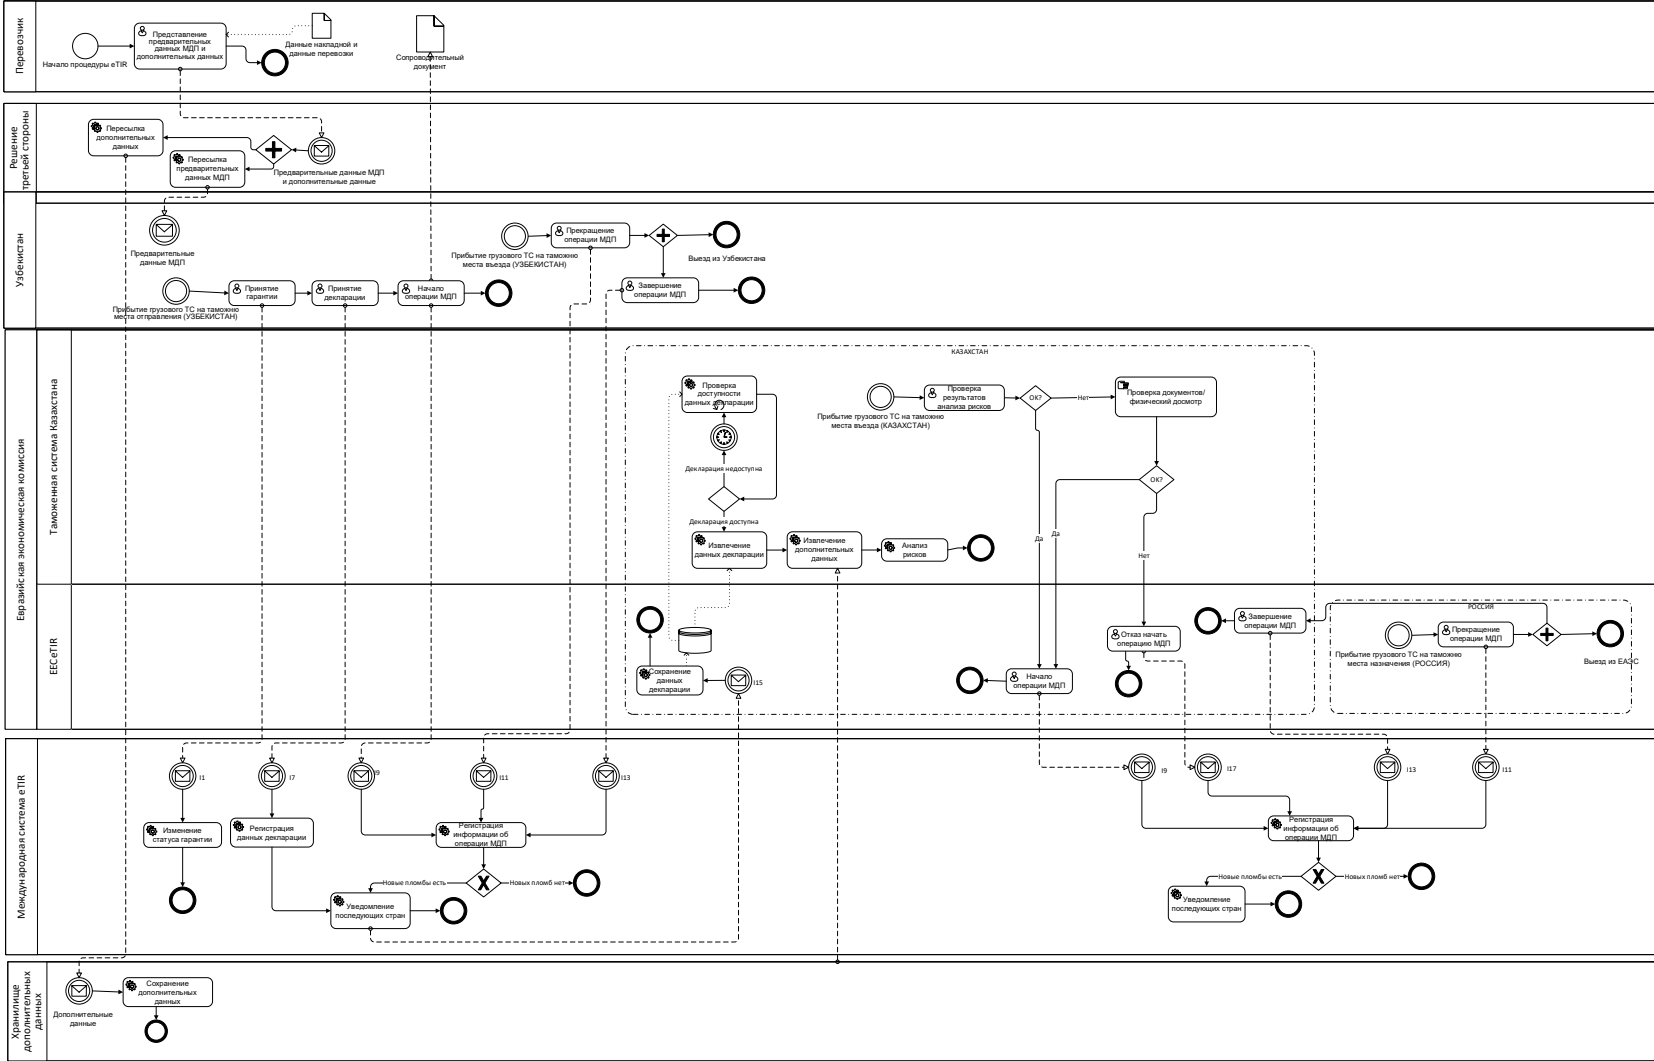 Перевозчик
Начало процедуры eTIR
Представление
предварительных
данных МДП и
дополнительных данных
Данные накладной и
данные перевозки
Сопроводительный
документ
Решение
третьей стороны
Пересылка
дополнительных
данных
Пересылка
предварительных
данных МДП
Предварительные данные МДП
и дополнительные данные
Узбекистан
Предварительные
данные МДП
Прибытие грузового ТС на таможню
места отправления (УЗБЕКИСТАН)
Принятие
гарантии
Принятие
декларации
Начало
операции МДП
Прибытие грузового ТС на таможню
места въезда (УЗБЕКИСТАН)
Прекращение
операции МДП
Выезд из Узбекистана
Завершение
операции МДП
Евразийская экономическая комиссия
Таможенная система Казахстана
КАЗАХСТАН
Проверка
доступности
данных декларации
Декларация недоступна
Декларация доступна
Извлечение
данных декларации
Извлечение
дополнительных
данных
Анализ
рисков
Прибытие грузового ТС на таможню
места въезда (КАЗАХСТАН)
Проверка
результатов
анализа рисков
ОК?
Нет
Проверка документов/
физический досмотр
ОК?
Да
Да
Нет
EEC eTIR
Сохранение
данных
декларации
I15
Начало
операции МДП
Отказ начать
операцию МДП
Завершение
операции МДП
РОССИЯ
Прибытие грузового ТС на таможню
места назначения (РОССИЯ)
Прекращение
операции МДП
Выезд из ЕАЭС
Международная система eTIR
I1
I7
I9
I11
I13
Изменение
статуса гарантии
Регистрация
данных декларации
Регистрация
информации об
операции МДП
Новые пломбы есть
Новых пломб нет
Уведомление
последующих стран
I9
I17
I13
I11
Регистрация
информации об
операции МДП
Новые пломбы есть
Новых пломб нет
Уведомление
последующих стран
Хранилище
дополнительных
данных
Дополнительные
данные
Сохранение
дополнительных
данных